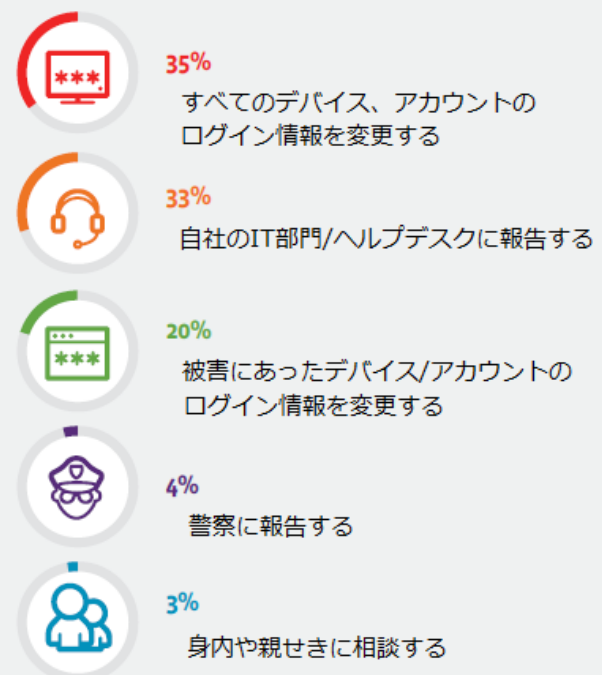 ***.
35%
すべてのデバイス、アカウントの
ログイン情報を変更する
33%
自社のIT部門/ヘルプデスクに報告する
***
20%
被害にあったデバイス/アカウントの
ログイン情報を変更する
4%
警察に報告する
3%
身内や親せきに相談する